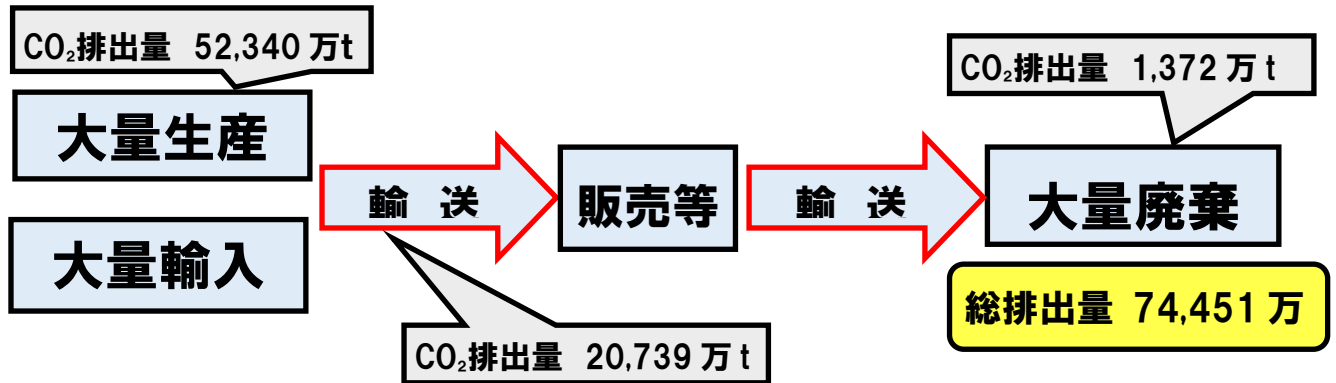 CO₂排出量 52,340 万t
CO₂排出量 1,372 万 t
大量生産
大量輸入
輸 送
販売等
輸 送
大量廃棄
総排出量 74,451 万
CO₂排出量 20,739 万 t